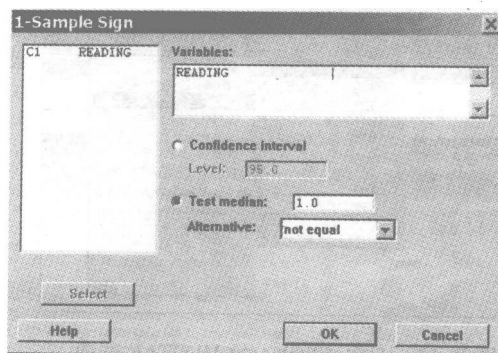 1-Sample Sign
C1 READING
Variables:
READING
Confidence interval
Level: 95.0
Test median: 1.0
Alternative: not equal
Select
Help OK Cancel